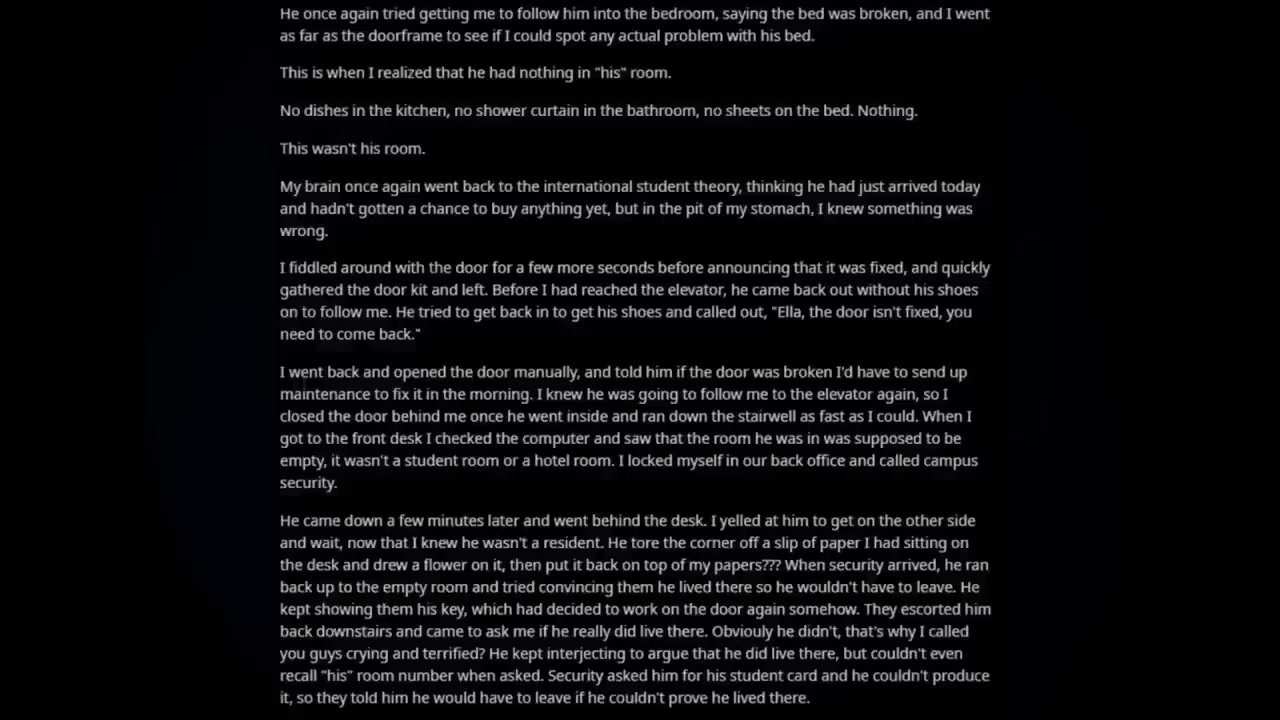 He once again tried getting me to follow him into the bedroom, saying the bed was broken, and I went
as far as the doorframe to see if I could spot any actual problem with his bed.
This is when I realized that he had nothing in "his" room.
No dishes in the kitchen, no shower curtain in the bathroom, no sheets on the bed. Nothing.
This wasn't his room.
My brain once again went back to the international student theory, thinking he had just arrived today
and hadn't gotten a chance to buy anything yet, but in the pit of my stomach, I knew something was
wrong.
I fiddled around with the door for a few more seconds before announcing that it was fixed, and quickly
gathered the door kit and left. Before I had reached the elevator, he came back out without his shoes
on to follow me. He tried to get back in to get his shoes and called out, "Ella, the door isn't fixed, you
need to come back."
I went back and opened the door manually, and told him if the door was broken I'd have to send up
maintenance to fix it in the morning. I knew he was going to follow me to the elevator again, so I
closed the door behind me once he went inside and ran down the stairwell as fast as I could. When I
got to the front desk I checked the computer and saw that the room he was in was supposed to be
empty, it wasn't a student room or a hotel room. I locked myself in our back office and called campus
security.
He came down a few minutes later and went behind the desk. I yelled at him to get on the other side
and wait, now that I knew he wasn't a resident. He tore the corner off a slip of paper I had sitting on
the desk and drew a flower on it, then put it back on top of my papers??? When security arrived, he ran
back up to the empty room and tried convincing them he lived there so he wouldn't have to leave. He
kept showing them his key, which had decided to work on the door again somehow. They escorted him
back downstairs and came to ask me if he really did live there. Obviouly he didn't, that's why I called
you guys crying and terrified? He kept interjecting to argue that he did live there, but couldn't even
recall "his" room number when asked. Security asked him for his student card and he couldn't produce
it, so they told him he would have to leave if he couldn't prove he lived there.